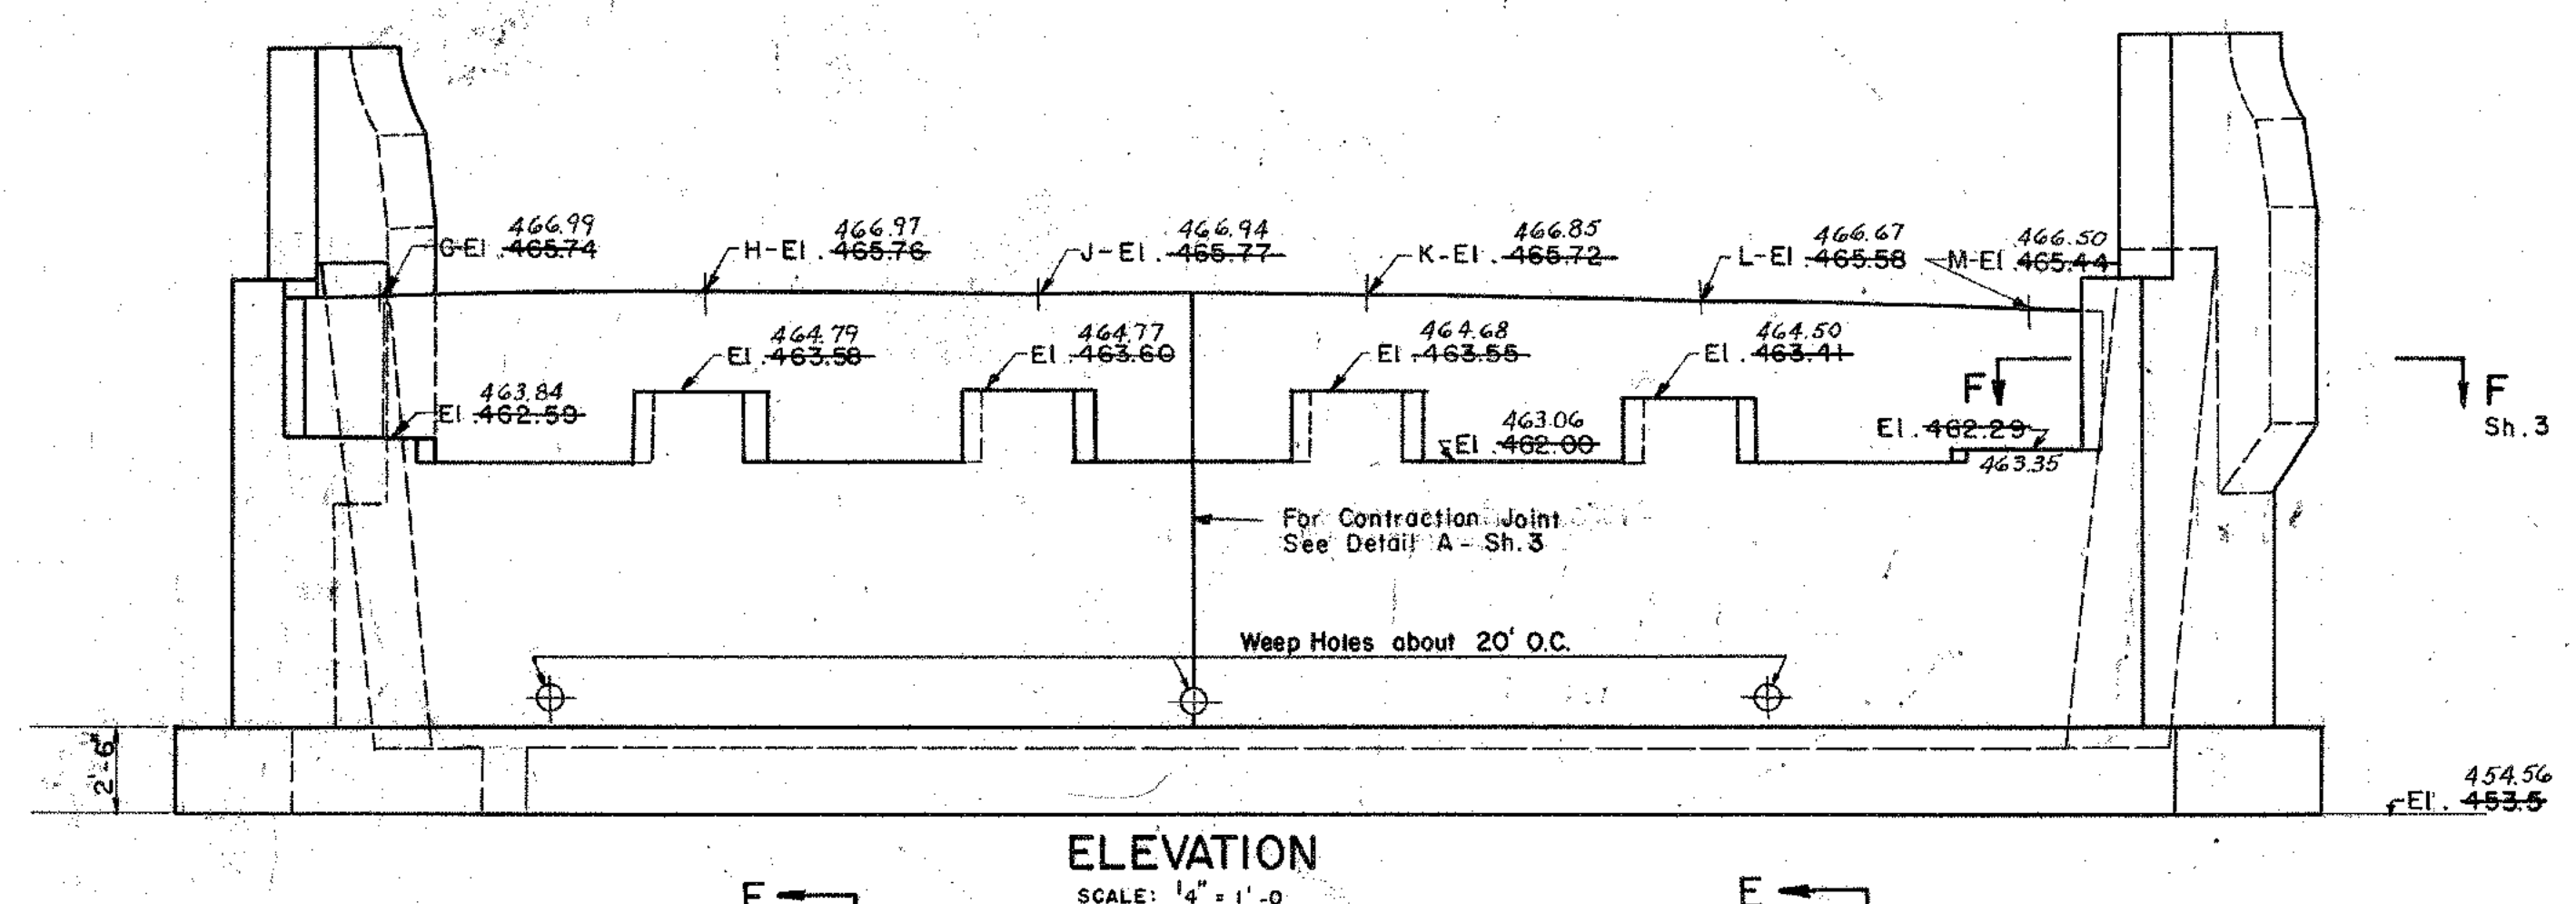 466.99
G-El. 465.74
466.97
H-El. 465.76
466.94
J-El. 465.77
466.85
K-El. 465.72
466.67
L-El. 465.58
466.50
M-El. 465.44
464.79
El. 463.58
464.77
El. 463.60
464.68
El. 463.55
464.50
El. 463.41
F
F
Sh.3
463.84
El. 462.59
463.06
El. 462.00
El. 462.29
463.35
For Contraction Joint
See Detail A - Sh.3
Weep Holes about 20' O.C.
2'-6"
454.56
El. 453.5
ELEVATION
SCALE: 1/4" = 1'-0
E